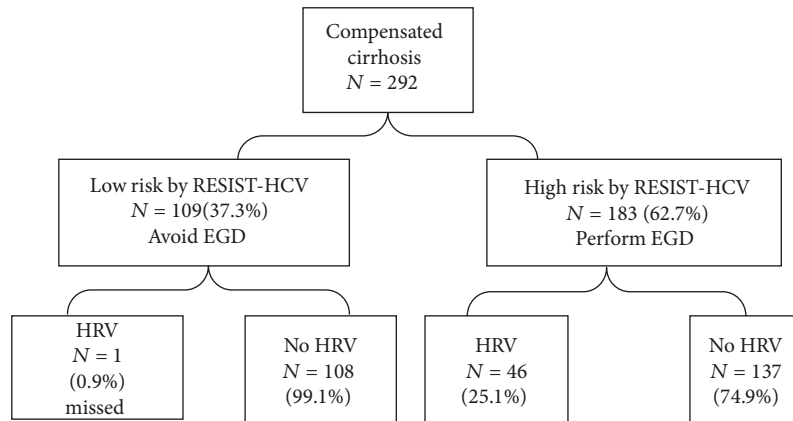 Compensated
cirrhosis
N = 292
Low risk by RESIST-HCV
N = 109(37.3%)
Avoid EGD
High risk by RESIST-HCV
N = 183 (62.7%)
Perform EGD
HRV
N = 1
(0.9%)
missed
No HRV
N = 108
(99.1%)
HRV
N = 46
(25.1%)
No HRV
N = 137
(74.9%)